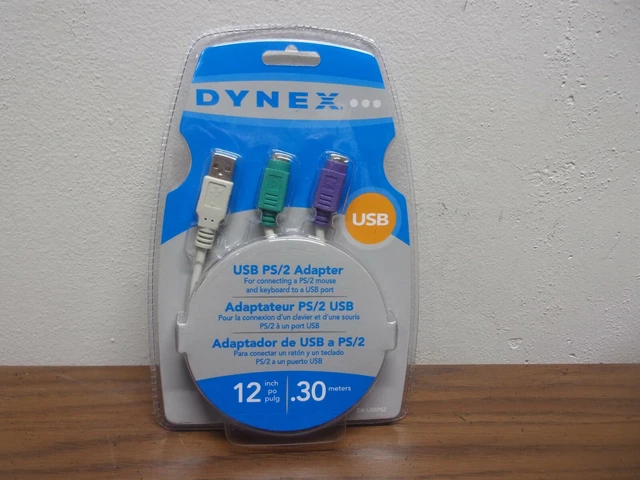 DYNEX
USB
USB PS/2 Adapter
For connecting a PS/2 mouse
and keyboard to a USB port
Adaptateur PS/2 USB
Pour la connexion d'un clavier et d'une souris
PS/2 à un port USB
Adaptador de USB a PS/2
Para conectar un ratón y un teclado
PS/2 a un puerto USB
12 inch po pulg .30 meters